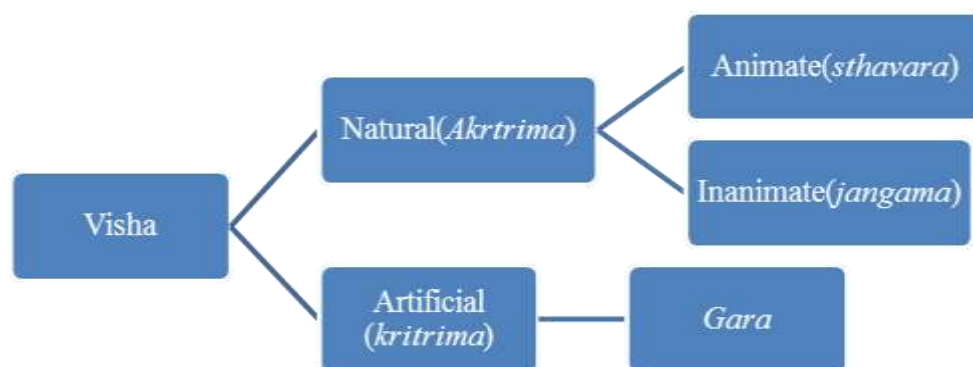 Visha
Natural(Akrtrima)
Animate(sthavara)
Inanimate(jangama)
Artificial
(kritrima)
Gara